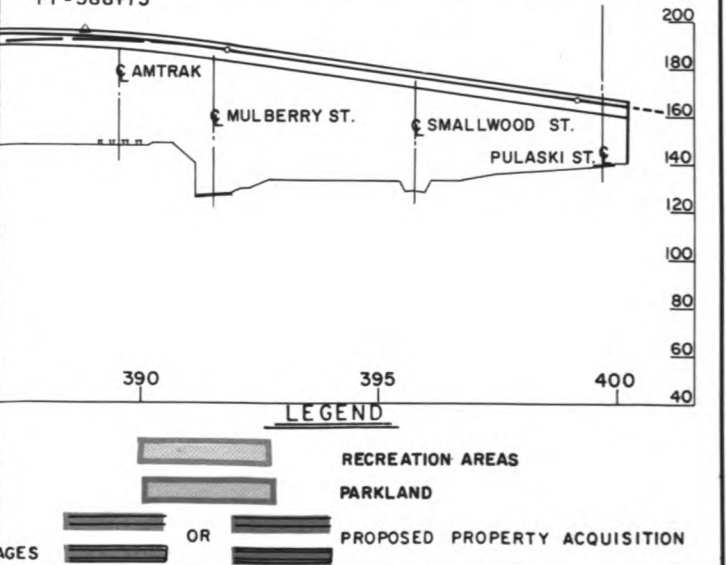 200
180
℄ AMTRAK
℄ MULBERRY ST.
160
℄ SMALLWOOD ST.
PULASKI ST. ℄
140
120
100
80
60
390 395 400
40
LEGEND
RECREATION AREAS
PARKLAND
OR PROPOSED PROPERTY ACQUISITION
AGES